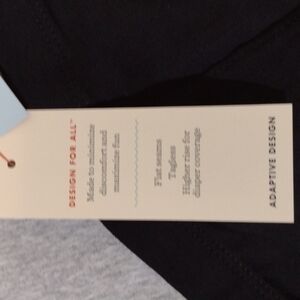 DESIGN FOR ALL™
Made to minimize
discomfort and
maximize fun
Flat seams
Tagless
Higher rise for
diaper coverage
ADAPTIVE DESIGN